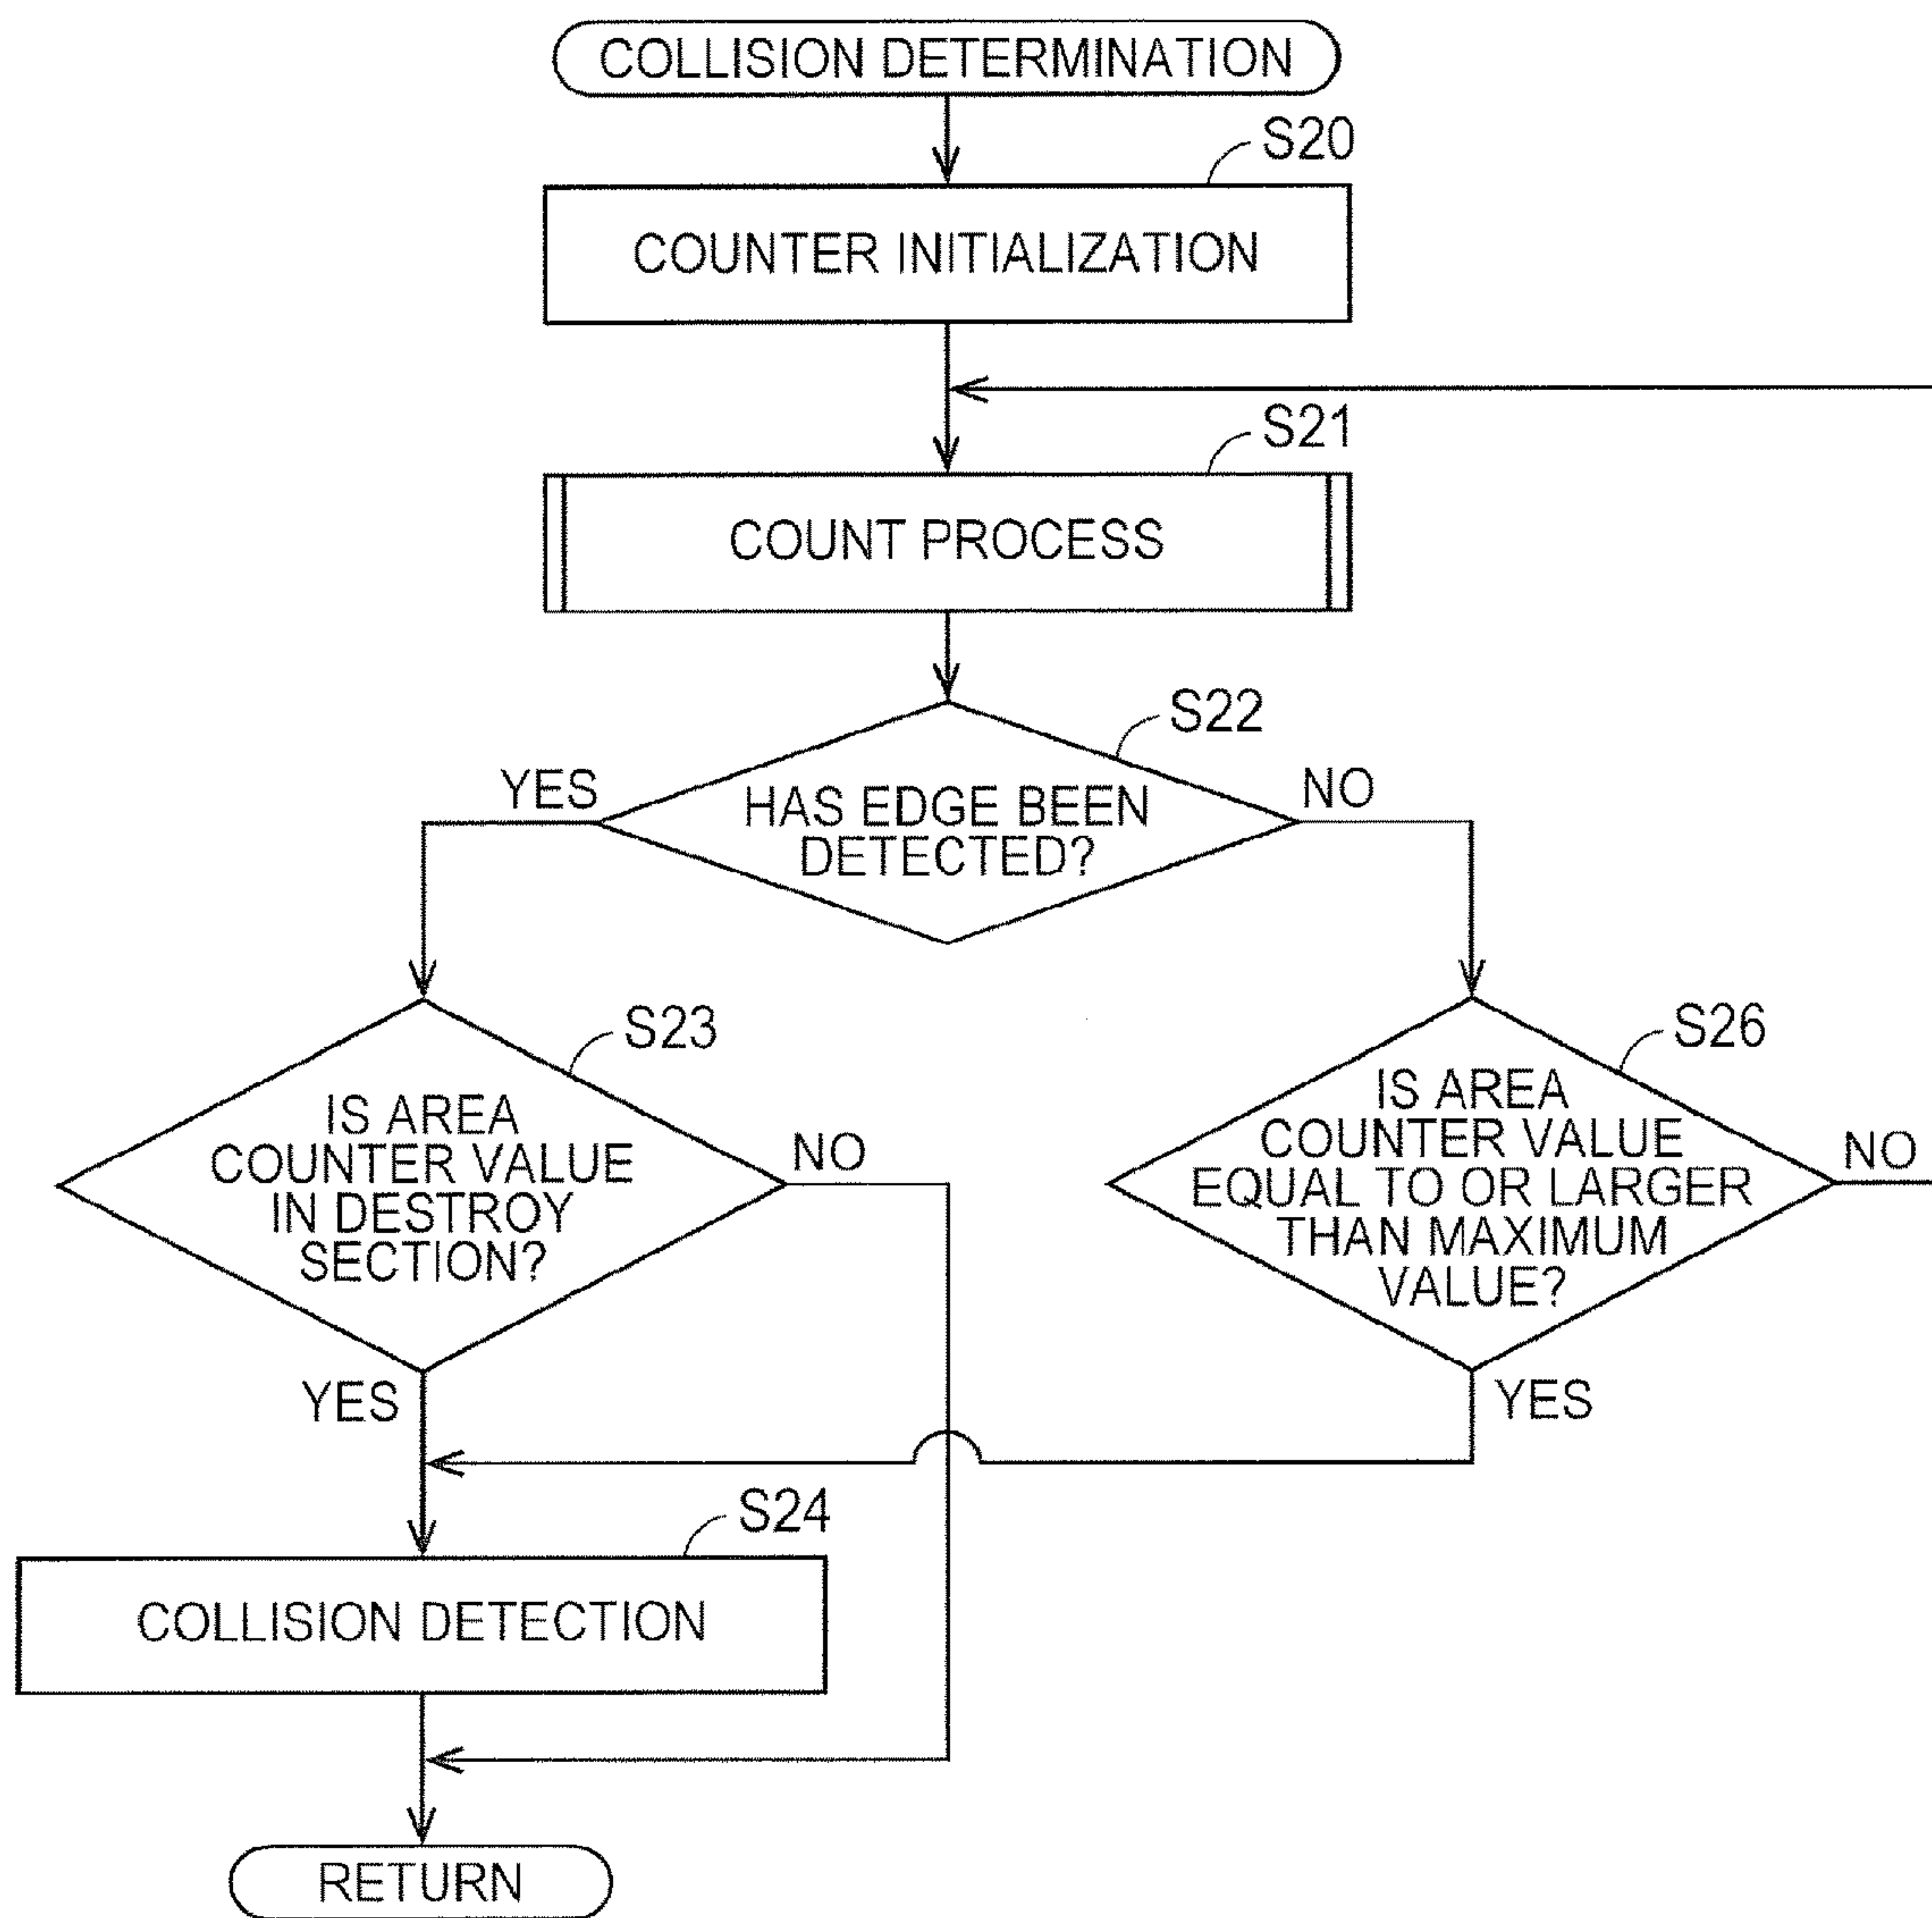 COLLISION DETERMINATION
S20
COUNTER INITIALIZATION
S21
COUNT PROCESS
S22
YES
HAS EDGE BEEN
DETECTED?
NO
S23
IS AREA
COUNTER VALUE
IN DESTROY
SECTION?
NO
YES
S26
IS AREA
COUNTER VALUE
EQUAL TO OR LARGER
THAN MAXIMUM
VALUE?
NO
YES
S24
COLLISION DETECTION
RETURN